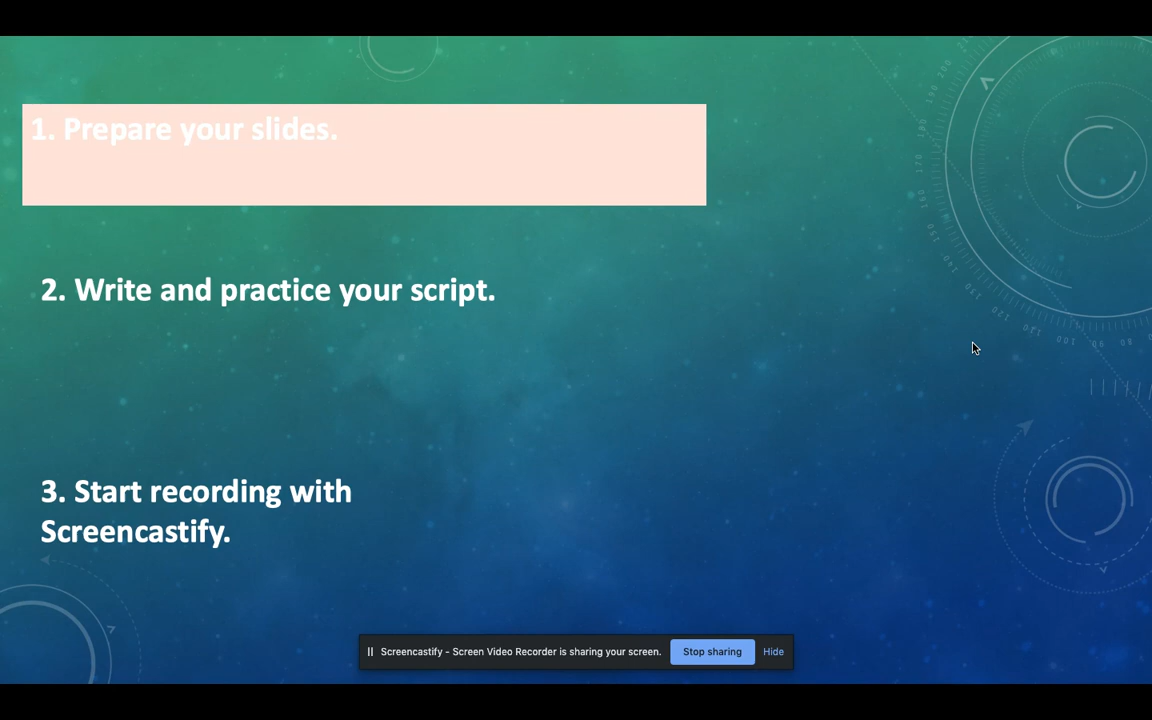 1. Prepare your slides.
2. Write and practice your script.
3. Start recording with
Screencastify.
Screencastify - Screen Video Recorder is sharing your screen.
Stop sharing
Hide